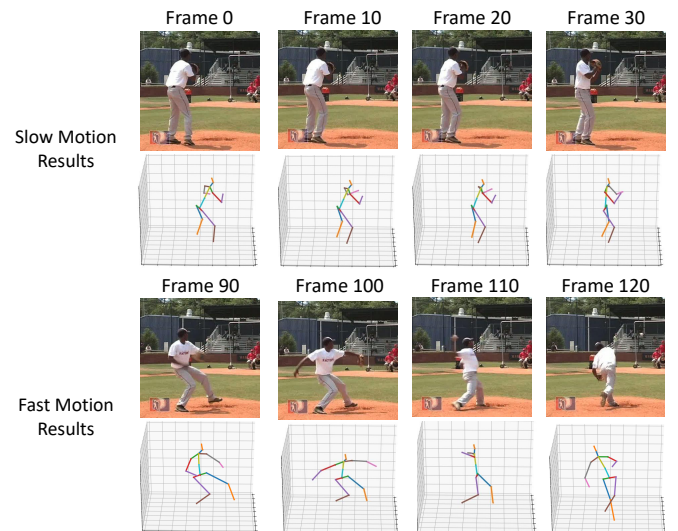 Frame 0 Frame 10 Frame 20 Frame 30
Slow Motion
Results
Frame 90 Frame 100 Frame 110 Frame 120
Fast Motion
Results